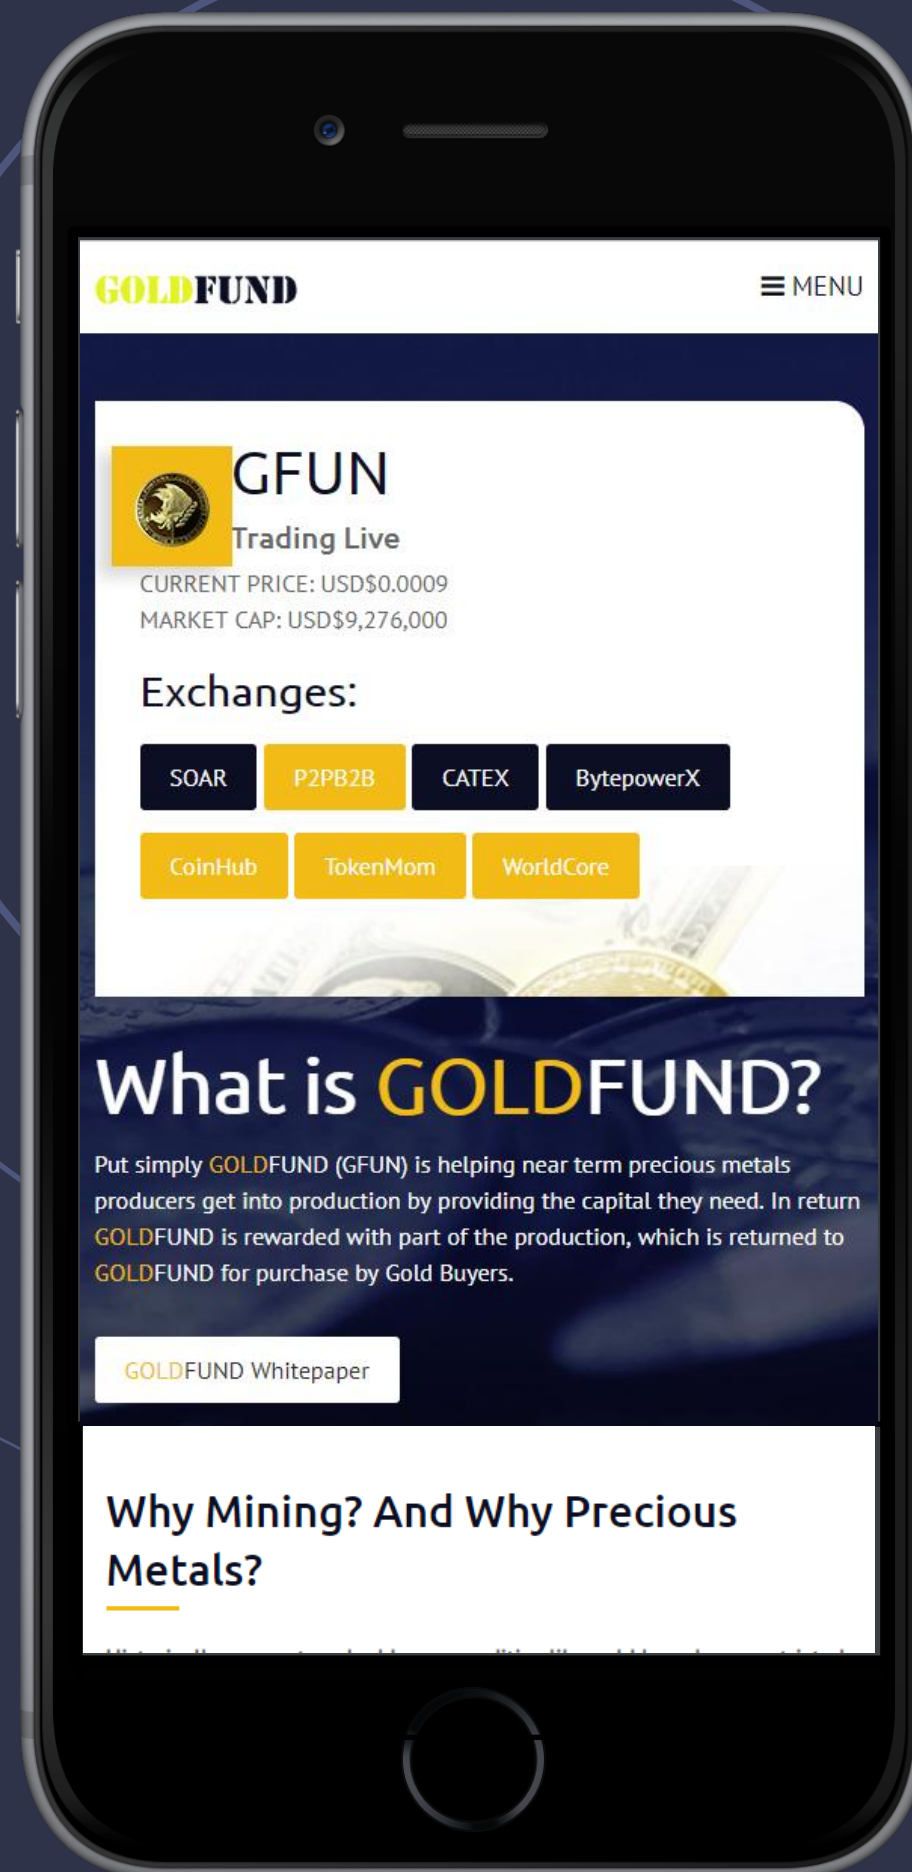 GOLDFUND
MENU
GFUN
Trading Live
CURRENT PRICE: USD$0.0009
MARKET CAP: USD$9,276,000
Exchanges:
SOAR P2PB2B CATEX BytepowerX
CoinHub TokenMom WorldCore
What is GOLDFUND?
Put simply GOLDFUND (GFUN) is helping near term precious metals
producers get into production by providing the capital they need. In return
GOLDFUND is rewarded with part of the production, which is returned to
GOLDFUND for purchase by Gold Buyers.
GOLDFUND Whitepaper
Why Mining? And Why Precious
Metals?